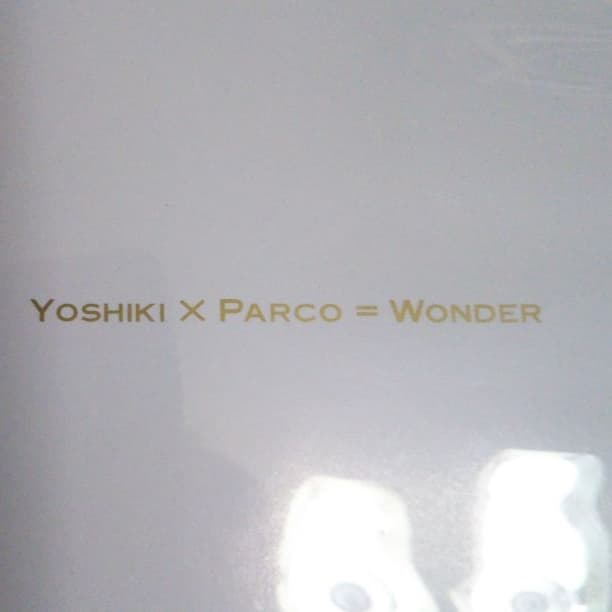 Yoshiki × Parco = Wonder